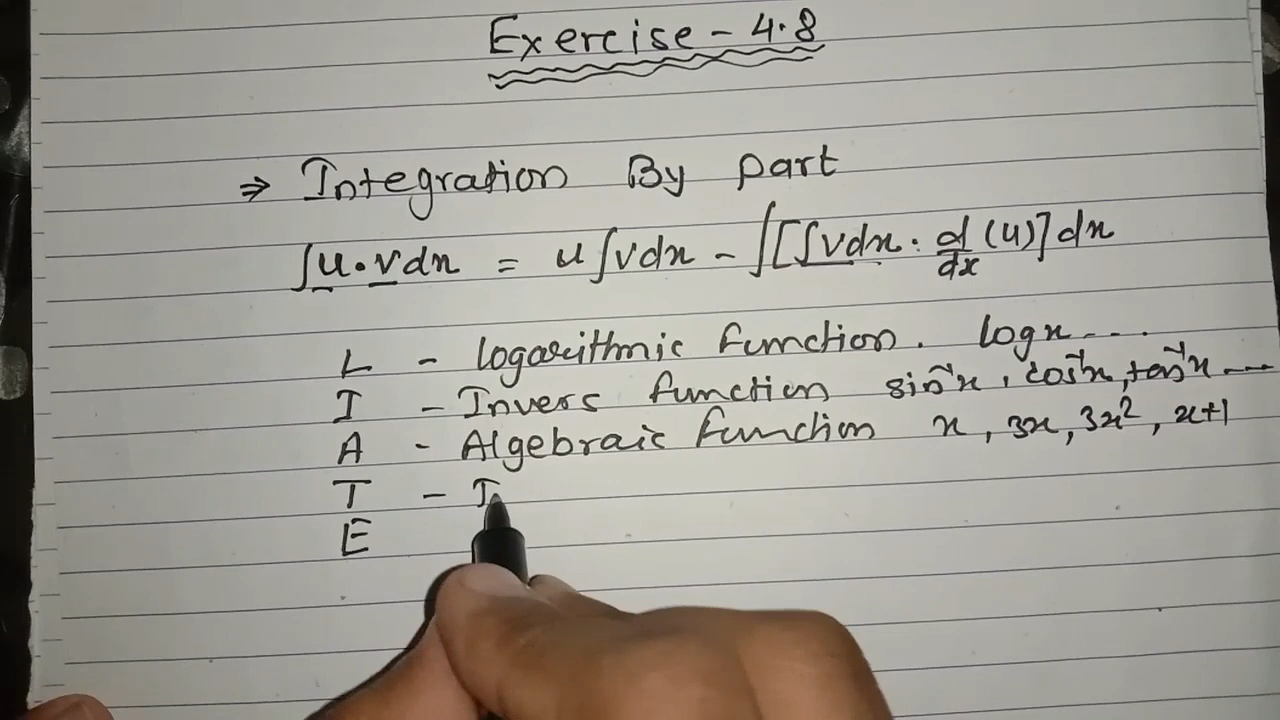 Exercise - 4.8
⇒ Integration By part
∫u.vdx = u∫vdx - ∫[∫vdx . d/dx (u)]dx
L - logarithmic function. logx ....
I - Invers function sin⁻¹x, cos⁻¹x, tan⁻¹x ---
A - Algebraic function x, 3x, 3x², x+1
T - T
E